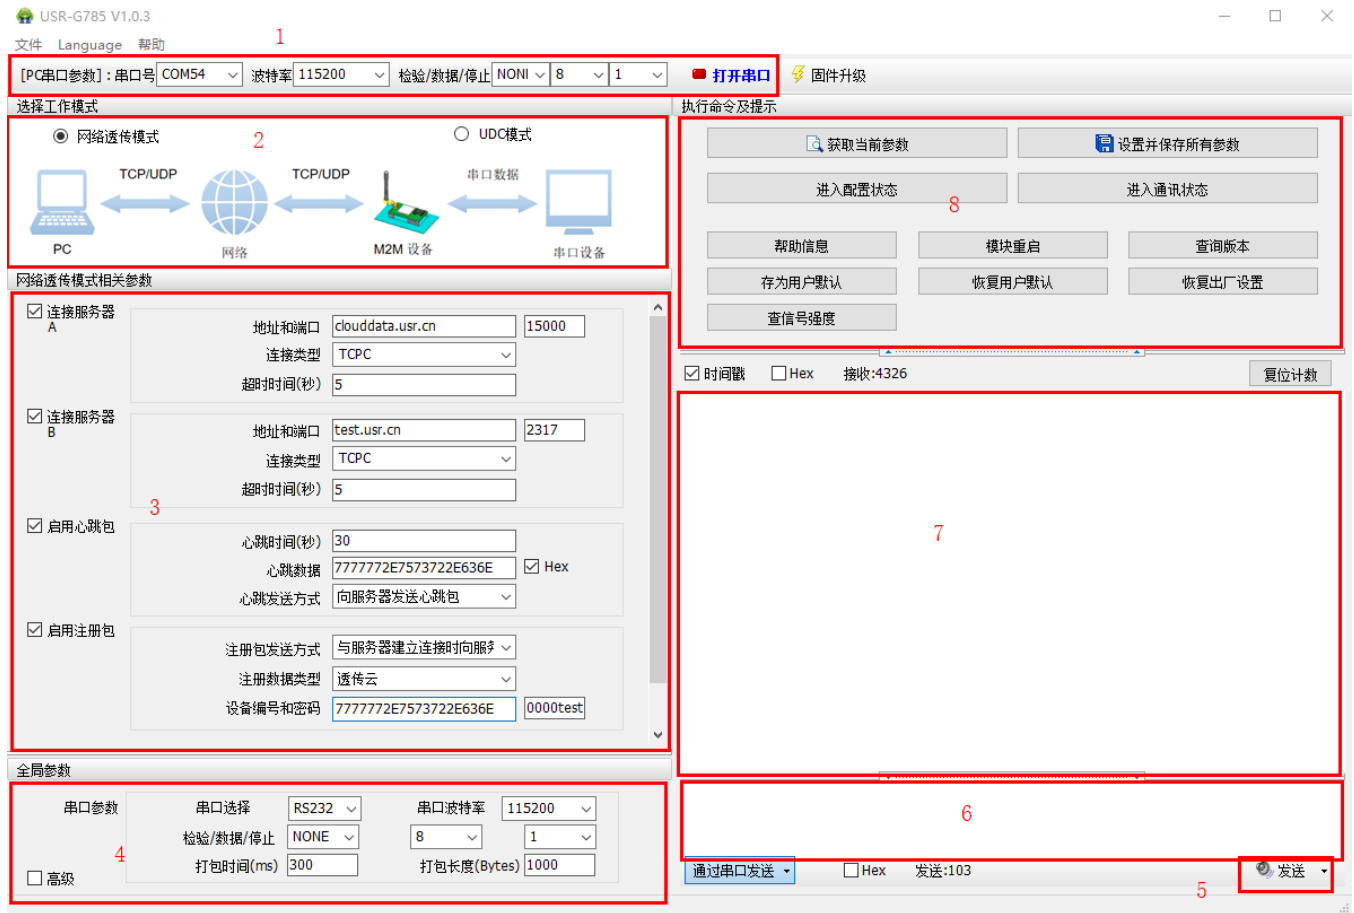 USR-G785 V1.0.3
文件 Language 帮助
1
[PC串口参数]：串口号 COM54 波特率 115200 检验/数据/停止 NONI 8 1 打开串口 固件升级
选择工作模式
网络透传模式 2 UDC模式
TCP/UDP TCP/UDP 串口数据
PC 网络 M2M 设备 串口设备
网络透传模式相关参数
连接服务器
A
地址和端口 clouddata.usr.cn 15000
连接类型 TCPC
超时时间(秒) 5
连接服务器
B
地址和端口 test.usr.cn 2317
连接类型 TCPC
超时时间(秒) 5
3
启用心跳包
心跳时间(秒) 30
心跳数据 7777772E7573722E636E Hex
心跳发送方式 向服务器发送心跳包
启用注册包
注册包发送方式 与服务器建立连接时向服务
注册数据类型 透传云
设备编号和密码 7777772E7573722E636E 0000test
全局参数
串口参数 串口选择 RS232 串口波特率 115200
检验/数据/停止 NONE 8 1
4
打包时间(ms) 300 打包长度(Bytes) 1000
高级
执行命令及提示
获取当前参数 设置并保存所有参数
进入配置状态 进入通讯状态
8
帮助信息 模块重启 查询版本
存为用户默认 恢复用户默认 恢复出厂设置
查信号强度
时间戳 Hex 接收:4326 复位计数
7
6
通过串口发送 Hex 发送:103 发送
5